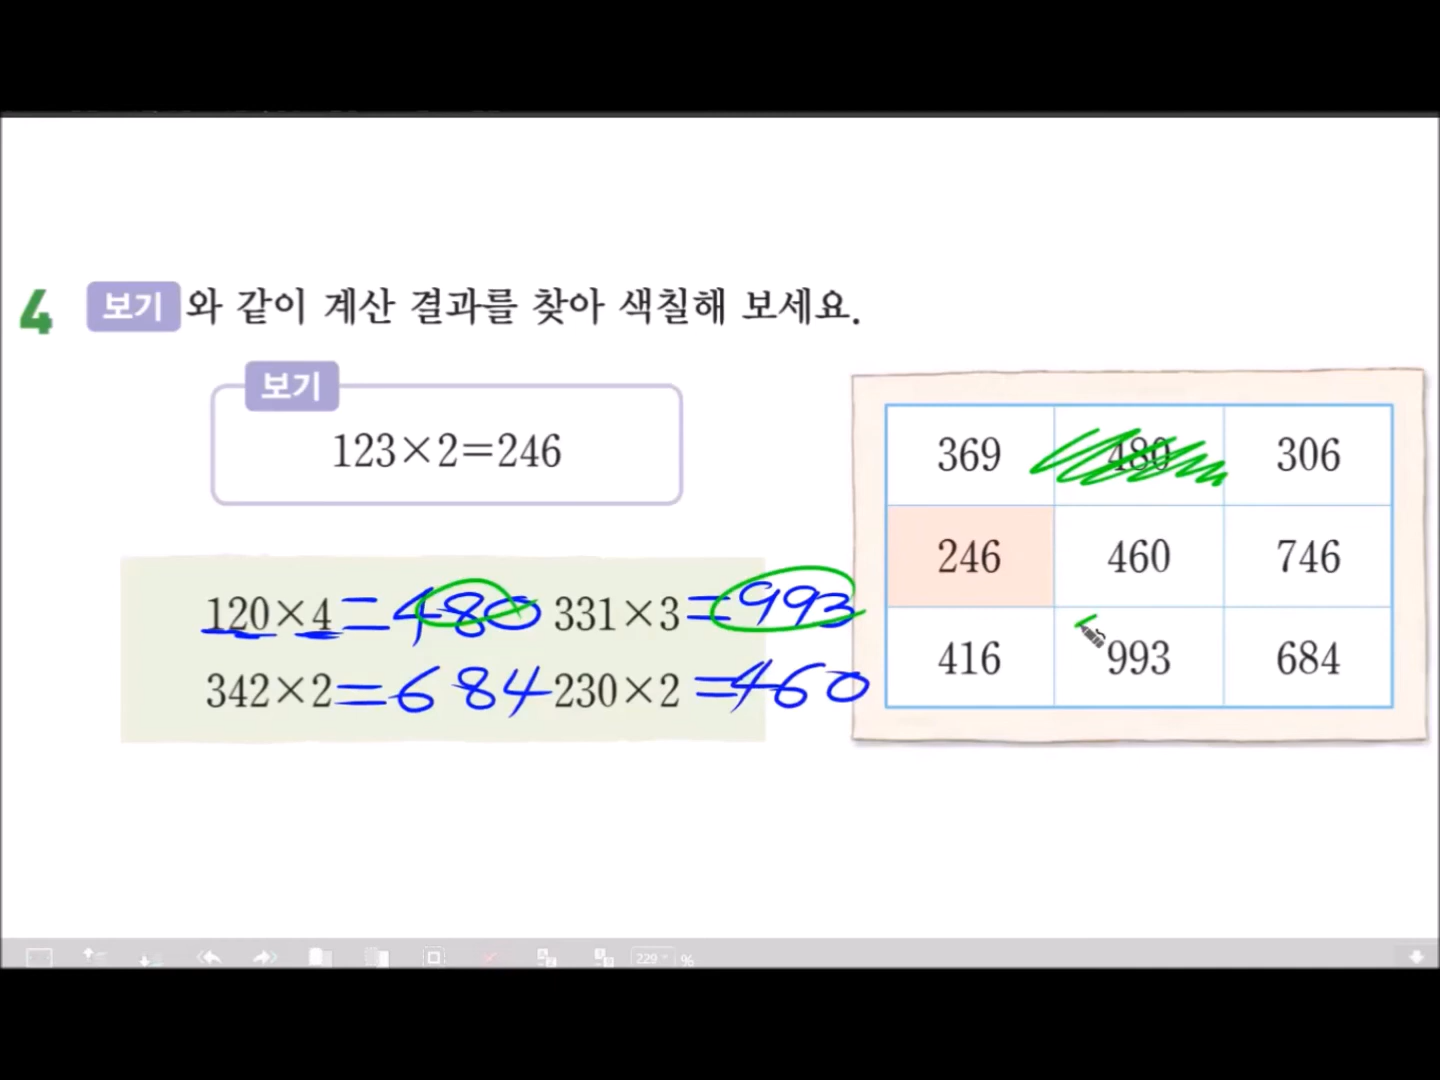 4 보기 와 같이 계산 결과를 찾아 색칠해 보세요.
보기
123×2=246
120×4=480 331×3=993
342×2=684 230×2=460
369 480 306
246 460 746
416 993 684
229 %